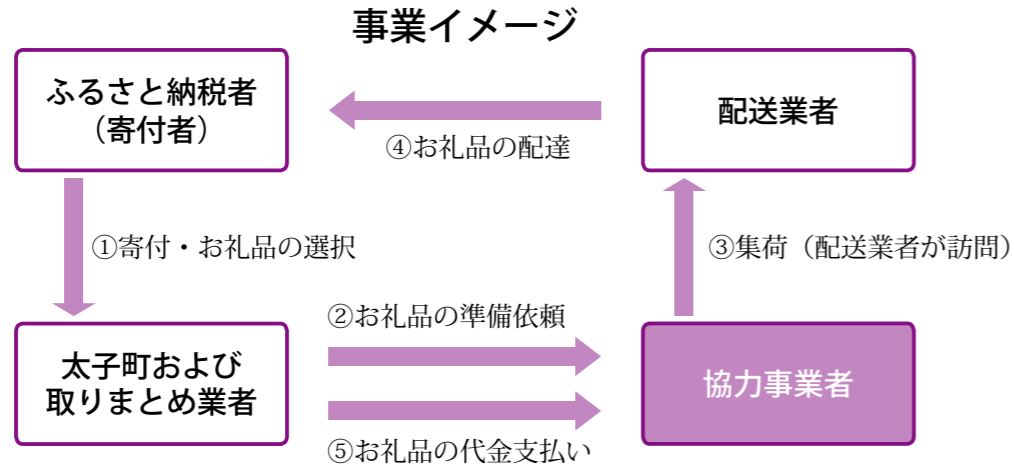 事業イメージ
ふるさと納税者
（寄付者）
配送業者
④お礼品の配達
①寄付・お礼品の選択
③集荷（配送業者が訪問）
②お礼品の準備依頼
太子町および
取りまとめ業者
協力事業者
⑤お礼品の代金支払い